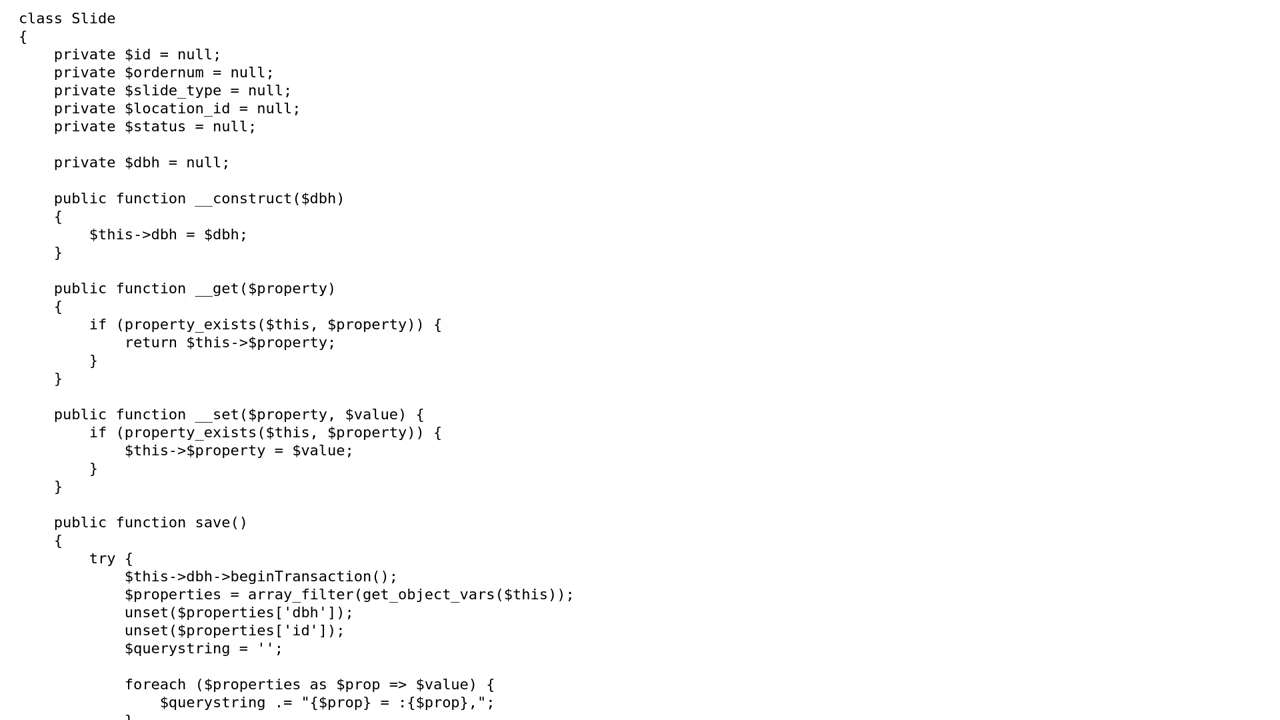 class Slide
{
    private $id = null;
    private $ordernum = null;
    private $slide_type = null;
    private $location_id = null;
    private $status = null;

    private $dbh = null;

    public function __construct($dbh)
    {
        $this->dbh = $dbh;
    }

    public function __get($property)
    {
        if (property_exists($this, $property)) {
            return $this->$property;
        }
    }

    public function __set($property, $value) {
        if (property_exists($this, $property)) {
            $this->$property = $value;
        }
    }

    public function save()
    {
        try {
            $this->dbh->beginTransaction();
            $properties = array_filter(get_object_vars($this));
            unset($properties['dbh']);
            unset($properties['id']);
            $querystring = '';

            foreach ($properties as $prop => $value) {
                $querystring .= "{$prop} = :{$prop},";
            }